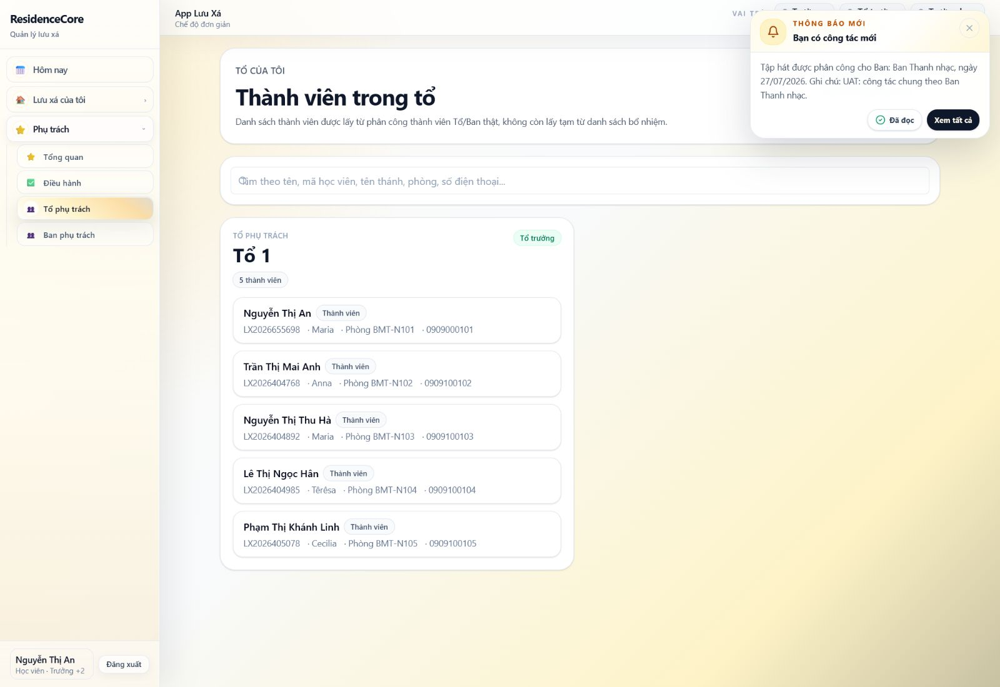 ResidenceCore
Quản lý lưu xá
Hôm nay
Lưu xá của tôi
Phụ trách
Tổng quan
Điều hành
Tổ phụ trách
Ban phụ trách
Nguyễn Thị An
Học viên · Trưởng +2
Đăng xuất
App Lưu Xá
Chế độ đơn giản
VAI
THÔNG BÁO MỚI
Bạn có công tác mới
Tập hát được phân công cho Ban: Ban Thanh nhạc, ngày
27/07/2026. Ghi chú: UAT: công tác chung theo Ban
Thanh nhạc.
Đã đọc
Xem tất cả
TỔ CỦA TÔI
Thành viên trong tổ
Danh sách thành viên được lấy từ phân công thành viên Tổ/Ban thật, không còn lấy tạm từ danh sách bổ nhiệm.
Tìm theo tên, mã học viên, tên thánh, phòng, số điện thoại...
TỔ PHỤ TRÁCH
Tổ trưởng
Tổ 1
5 thành viên
Nguyễn Thị An Thành viên
LX2026655698 · Maria · Phòng BMT-N101 · 0909000101
Trần Thị Mai Anh Thành viên
LX2026404768 · Anna · Phòng BMT-N102 · 0909100102
Nguyễn Thị Thu Hà Thành viên
LX2026404892 · Maria · Phòng BMT-N103 · 0909100103
Lê Thị Ngọc Hân Thành viên
LX2026404985 · Têrêsa · Phòng BMT-N104 · 0909100104
Phạm Thị Khánh Linh Thành viên
LX2026405078 · Cecilia · Phòng BMT-N105 · 0909100105